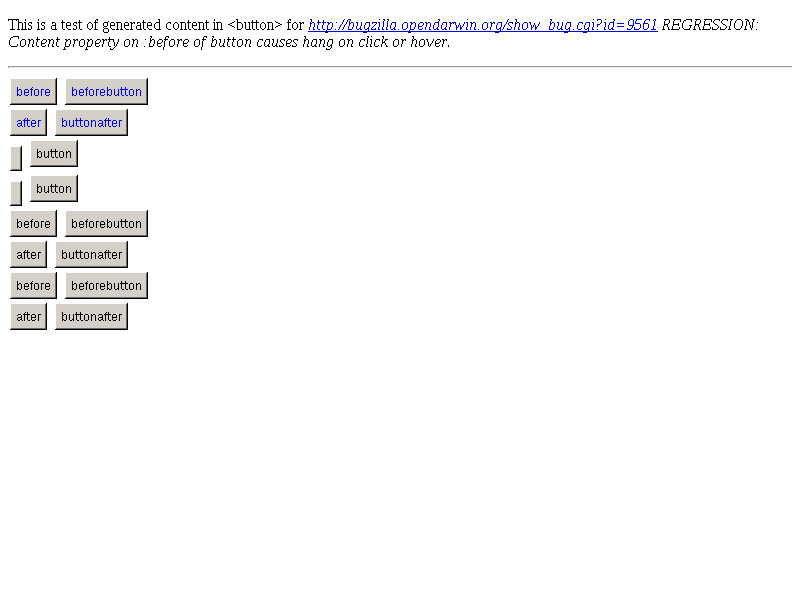 This is a test of generated content in <button> for http://bugzilla.opendarwin.org/show_bug.cgi?id=9561 REGRESSION:
Content property on :before of button causes hang on click or hover.
before beforebutton
after buttonafter
button
button
before beforebutton
after buttonafter
before beforebutton
after buttonafter